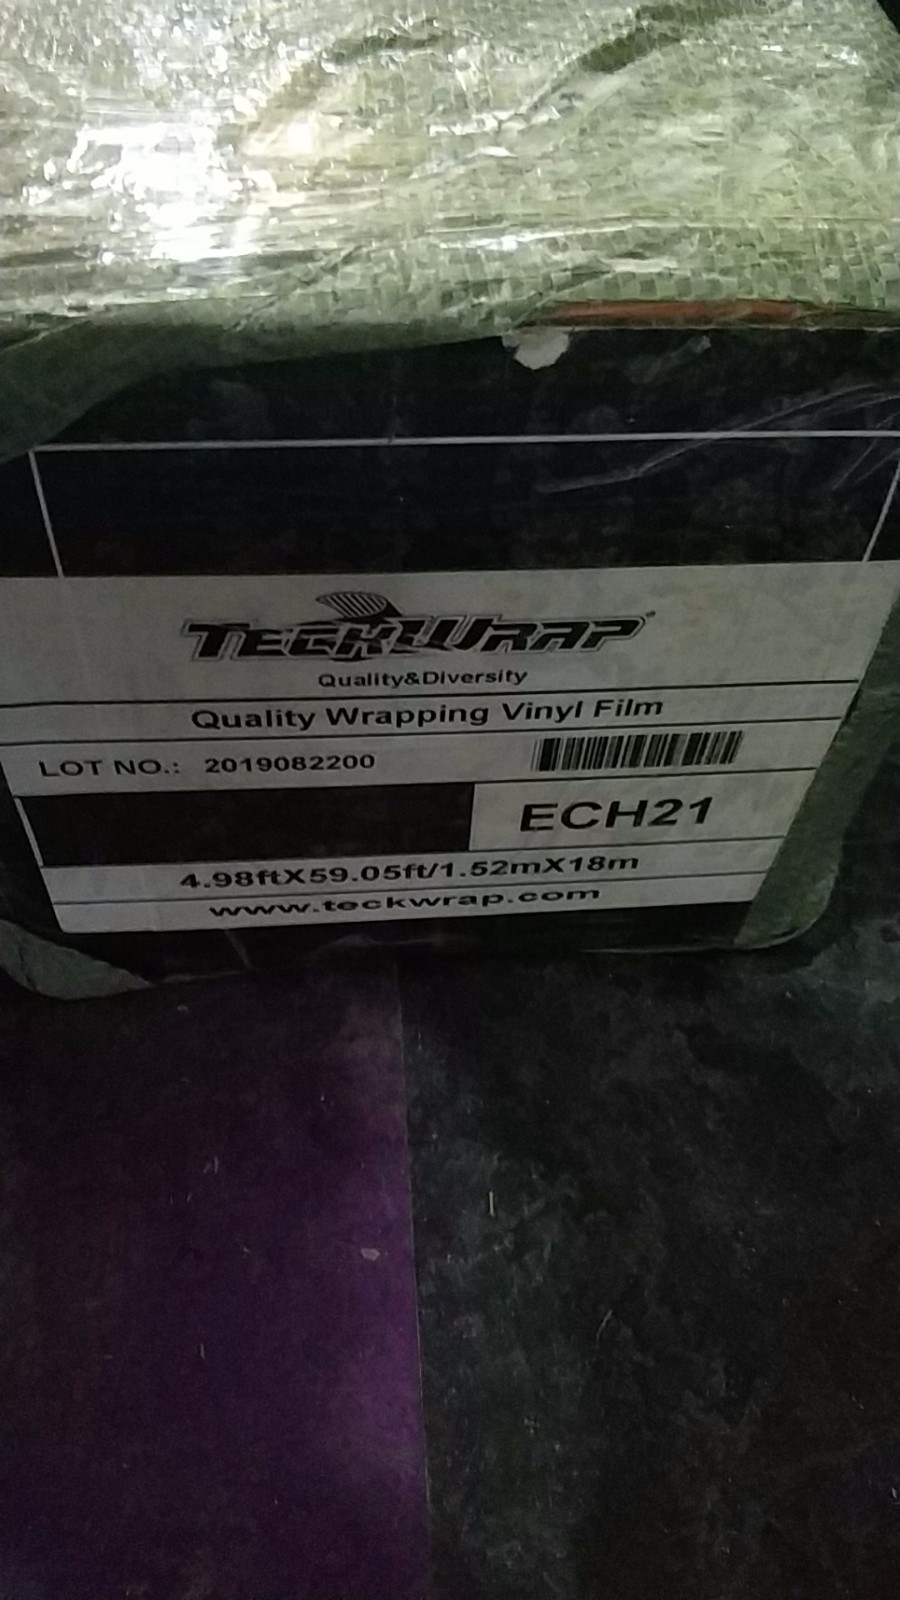 TECKWRAP
Quality&Diversity
Quality Wrapping Vinyl Film
LOT NO.: 2019082200
ECH21
4.98ftX59.05ft/1.52mX18m
www.teckwrap.com